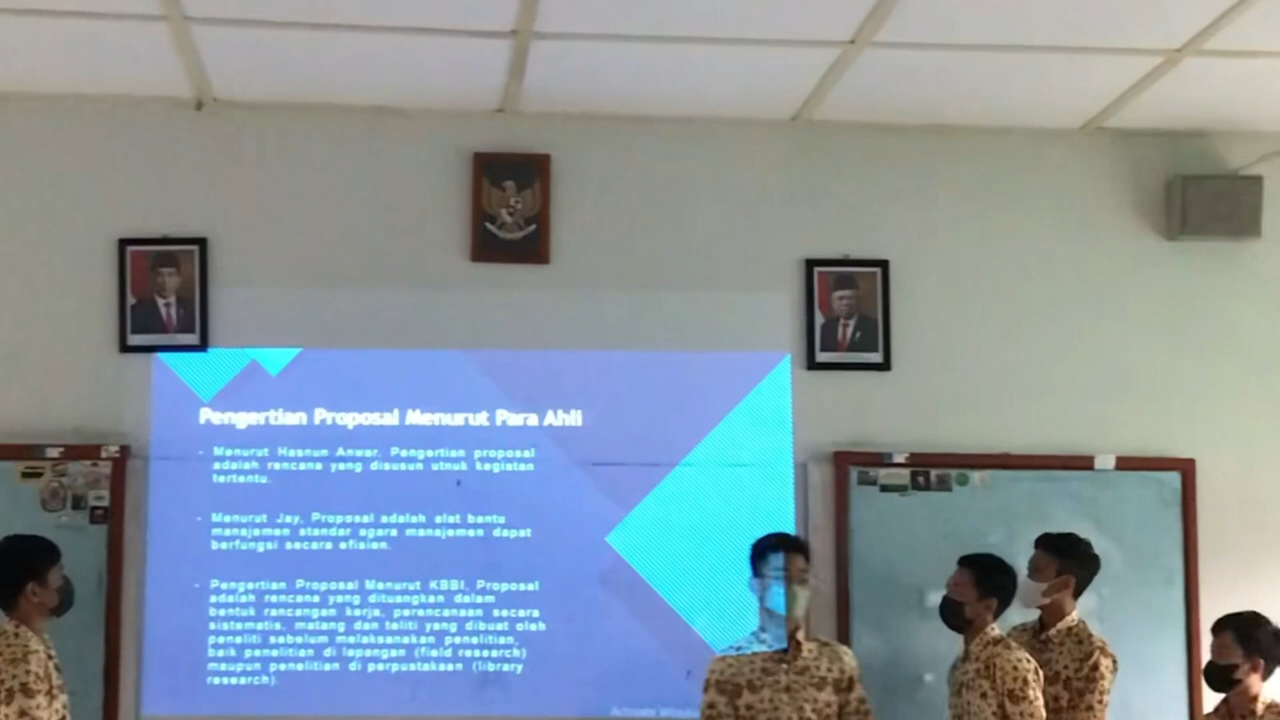 Pengertian Proposal Menurut Para Ahli
- Menurut Hasnun Anwar, Pengertian proposal
adalah rencana yang disusun utnuk kegiatan
tertentu.
- Menurut Jay, Proposal adalah alat bantu
manajemen standar agara manajemen dapat
berfungsi secara efisien.
- Pengertian Proposal Menurut KBBI, Proposal
adalah rencana yang dituangkan dalam
bentuk rancangan kerja, perencanaan secara
sistematis, matang dan teliti yang dibuat oleh
peneliti sebelum melaksanakan penelitian,
baik penelitian di lapangan (field research)
maupun penelitian di perpustakaan (library
research)
Activate